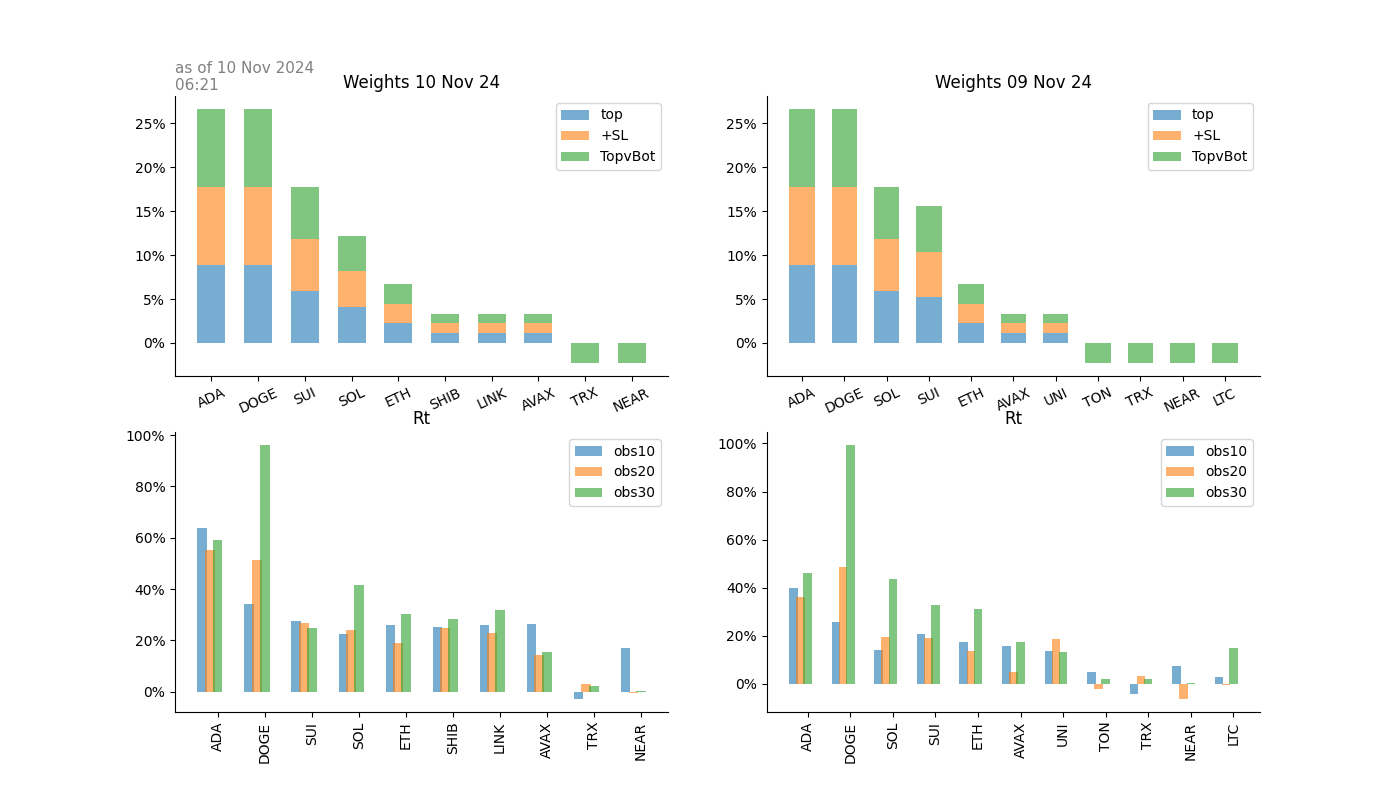 as of 10 Nov 2024
06:21
Weights 10 Nov 24
25%
20%
15%
10%
5%
0%
top
+SL
TopvBot
ADA DOGE SUI SOL ETH SHIB LINK AVAX TRX NEAR
Weights 09 Nov 24
25%
20%
15%
10%
5%
0%
top
+SL
TopvBot
ADA DOGE SOL SUI ETH AVAX UNI TON TRX NEAR LTC
Rt
100%
80%
60%
40%
20%
0%
obs10
obs20
obs30
ADA DOGE SUI SOL ETH SHIB LINK AVAX TRX NEAR
Rt
100%
80%
60%
40%
20%
0%
obs10
obs20
obs30
ADA DOGE SOL SUI ETH AVAX UNI TON TRX NEAR LTC